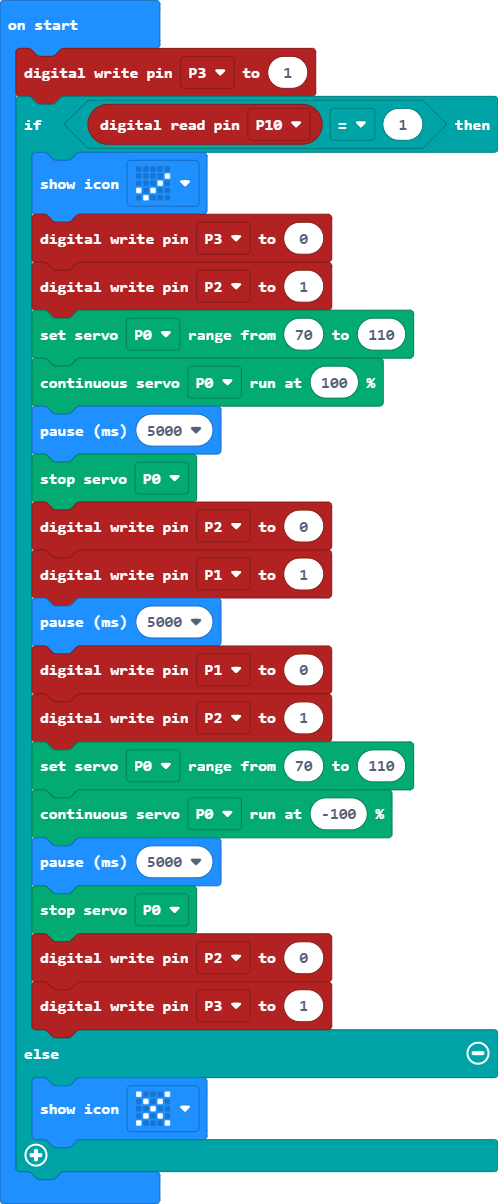 on start
digital write pin P3 to 1
if digital read pin P10 = 1 then
show icon
digital write pin P3 to 0
digital write pin P2 to 1
set servo P0 range from 70 to 110
continuous servo P0 run at 100 %
pause (ms) 5000
stop servo P0
digital write pin P2 to 0
digital write pin P1 to 1
pause (ms) 5000
digital write pin P1 to 0
digital write pin P2 to 1
set servo P0 range from 70 to 110
continuous servo P0 run at -100 %
pause (ms) 5000
stop servo P0
digital write pin P2 to 0
digital write pin P3 to 1
else
show icon